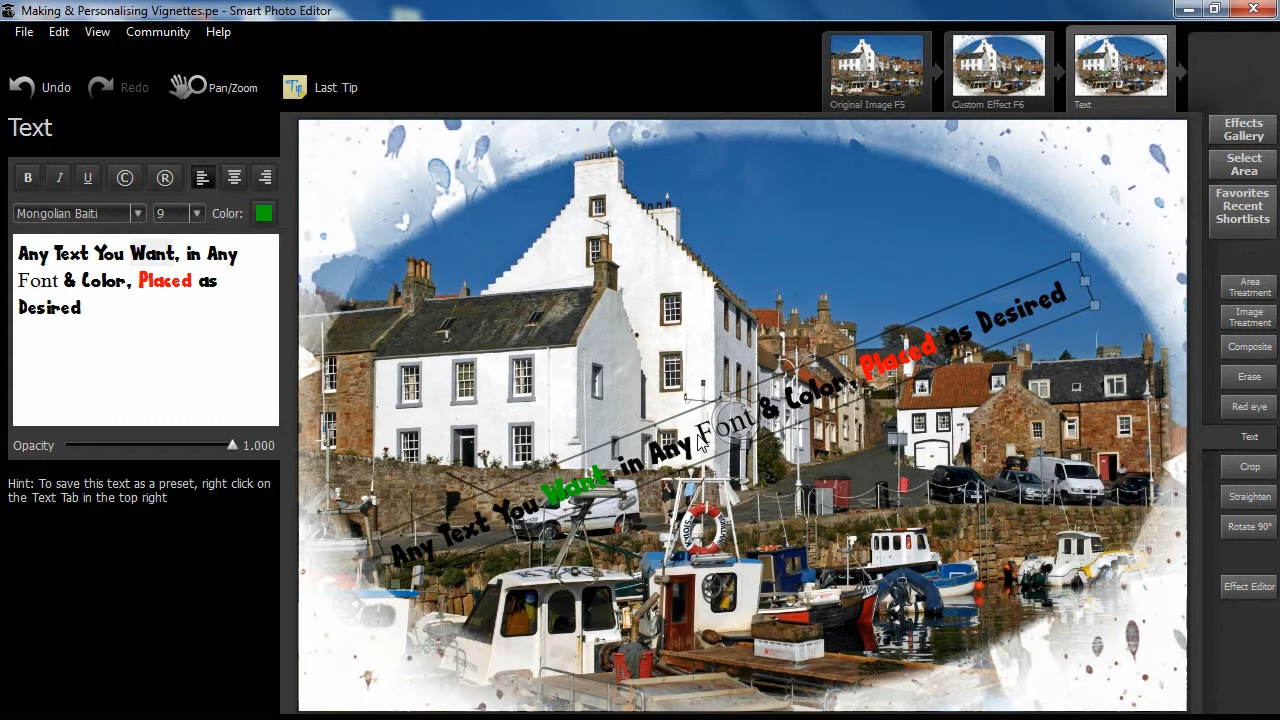 Making & Personalising Vignettes.pe - Smart Photo Editor
File Edit View Community Help
Undo Redo Pan/Zoom Tip Last Tip
Original Image F5 Custom Effect F6 Text
Text
B I U © ®
Mongolian Baiti 9 Color:
Any Text You Want, in Any
Font & Color, Placed as
Desired
Opacity 1.000
Hint: To save this text as a preset, right click on
the Text Tab in the top right
Any Text You Want, in Any Font & Color, Placed as Desired
Effects
Gallery
Select
Area
Favorites
Recent
Shortlists
Area
Treatment
Image
Treatment
Composite
Erase
Red eye
Text
Crop
Straighten
Rotate 90°
Effect Editor